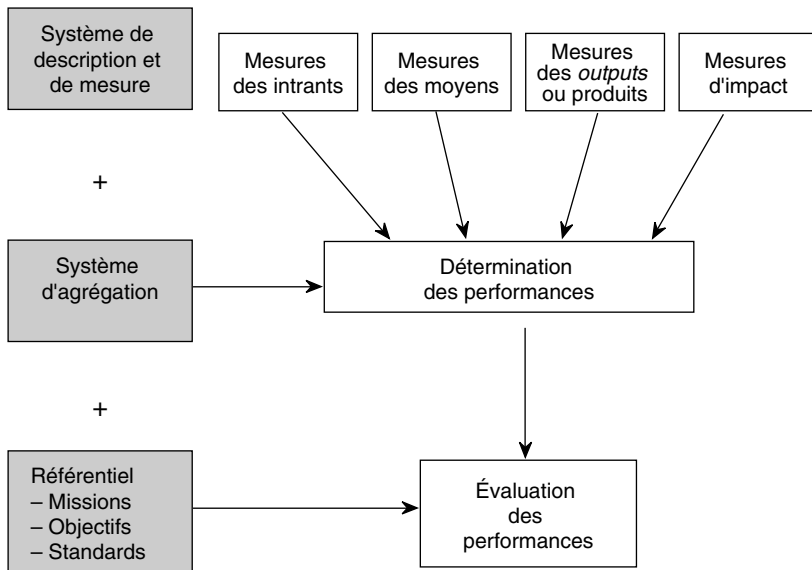 Système de
description et
de mesure
Mesures
des intrants
Mesures
des moyens
Mesures
des outputs
ou produits
Mesures
d'impact
+
Système
d'agrégation
Détermination
des performances
+
Référentiel
– Missions
– Objectifs
– Standards
Évaluation
des
performances